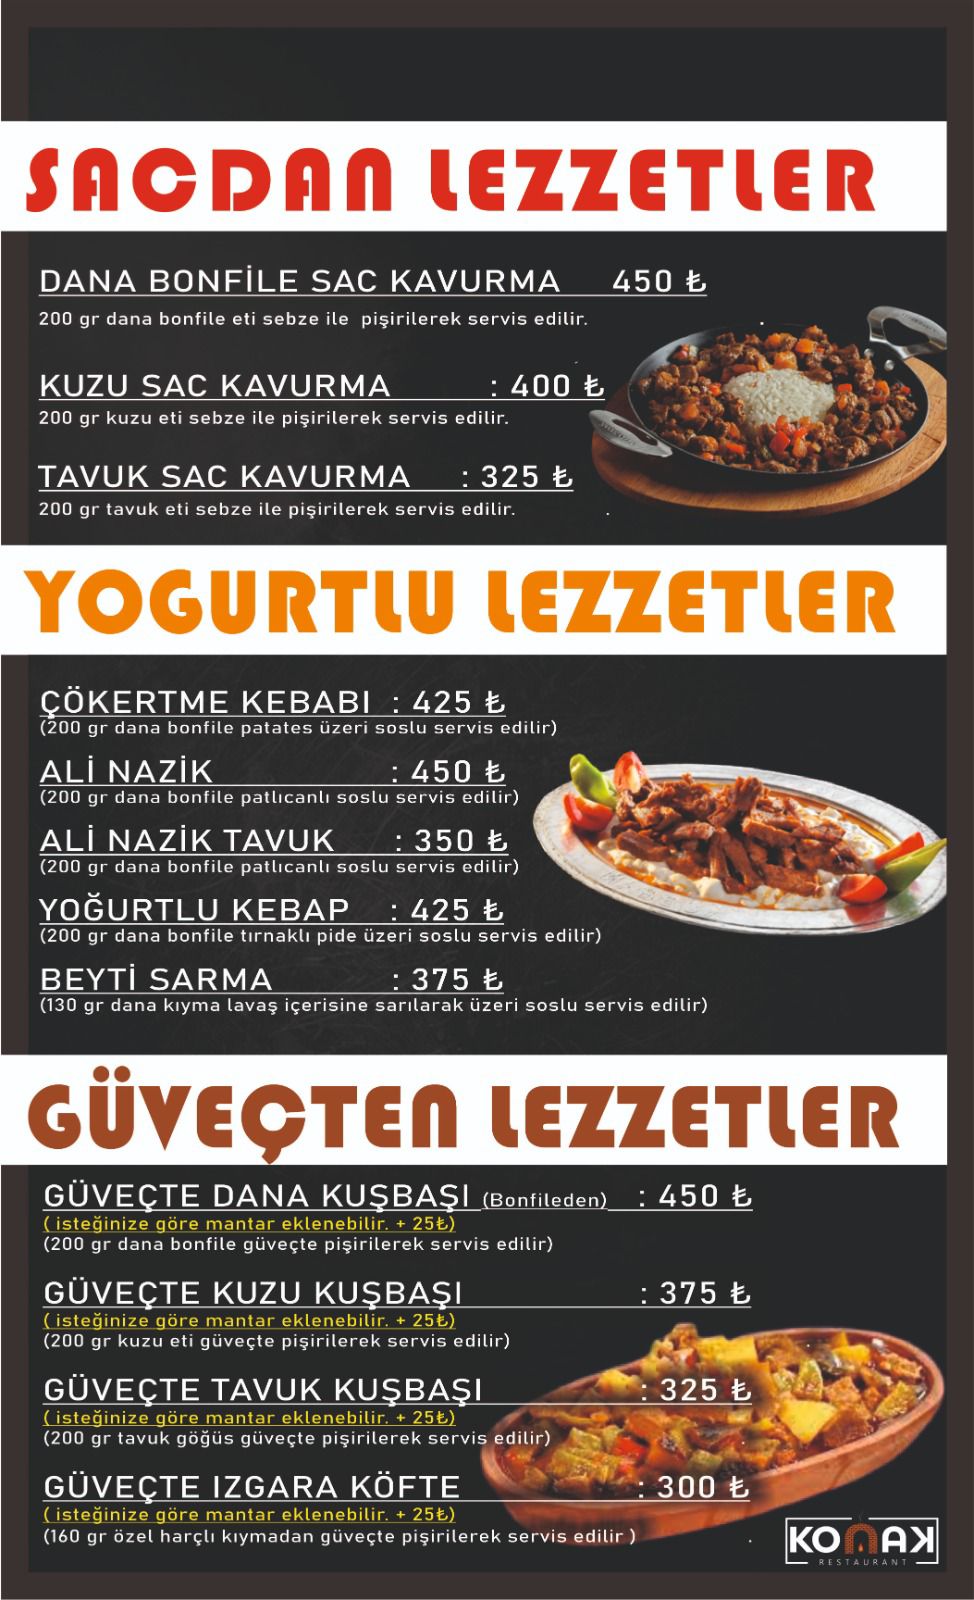 SACDAN LEZZETLER
DANA BONFİLE SAC KAVURMA 450 ₺
200 gr dana bonfile eti sebze ile pişirilerek servis edilir.
KUZU SAC KAVURMA : 400 ₺
200 gr kuzu eti sebze ile pişirilerek servis edilir.
TAVUK SAC KAVURMA : 325 ₺
200 gr tavuk eti sebze ile pişirilerek servis edilir.
YOGURTLU LEZZETLER
ÇÖKERTME KEBABI : 425 ₺
(200 gr dana bonfile patates üzeri soslu servis edilir)
ALİ NAZİK : 450 ₺
(200 gr dana bonfile patlıcanlı soslu servis edilir)
ALİ NAZİK TAVUK : 350 ₺
(200 gr dana bonfile patlıcanlı soslu servis edilir)
YOĞURTLU KEBAP : 425 ₺
(200 gr dana bonfile tırnaklı pide üzeri soslu servis edilir)
BEYTİ SARMA : 375 ₺
(130 gr dana kıyma lavaş içerisine sarılarak üzeri soslu servis edilir)
GÜVEÇTEN LEZZETLER
GÜVEÇTE DANA KUŞBAŞI (Bonfileden) : 450 ₺
( isteğinize göre mantar eklenebilir. + 25₺)
(200 gr dana bonfile güveçte pişirilerek servis edilir)
GÜVEÇTE KUZU KUŞBAŞI : 375 ₺
( isteğinize göre mantar eklenebilir. + 25₺)
(200 gr kuzu eti güveçte pişirilerek servis edilir)
GÜVEÇTE TAVUK KUŞBAŞI : 325 ₺
( isteğinize göre mantar eklenebilir. + 25₺)
(200 gr tavuk göğüs güveçte pişirilerek servis edilir)
GÜVEÇTE IZGARA KÖFTE : 300 ₺
( isteğinize göre mantar eklenebilir. + 25₺)
(160 gr özel harçlı kıymadan güveçte pişirilerek servis edilir )
KONAK
RESTAURANT